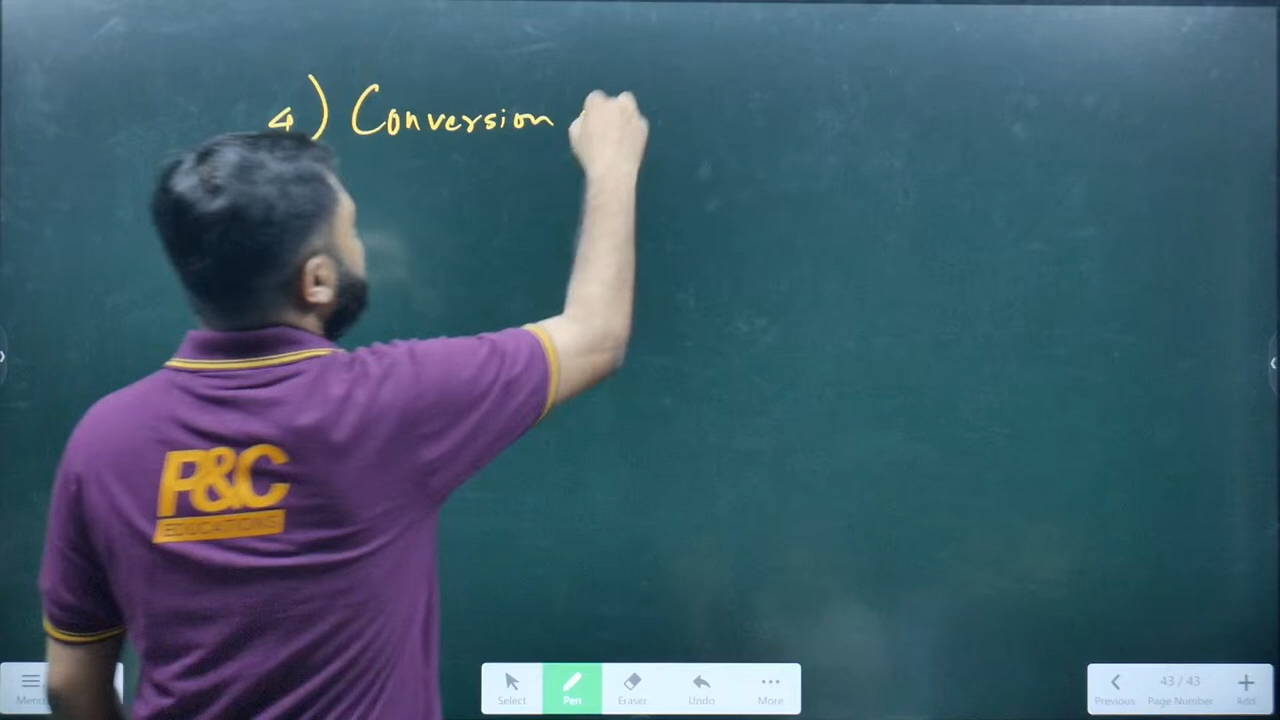 4) Conversion
P&C
EDUCATIONS
Menu
Select
Pen
Eraser
Undo
More
Previous
43 / 43
Page Number
Add